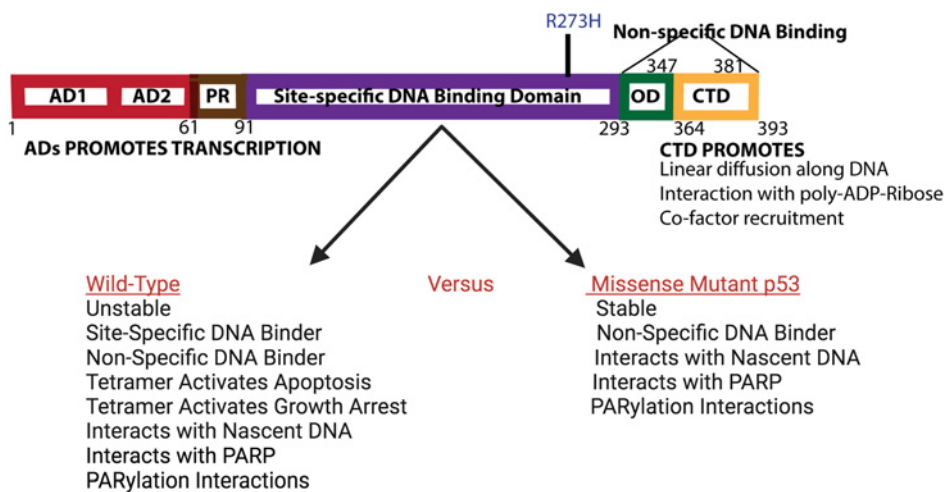 R273H
Non-specific DNA Binding
347 381
AD1 AD2 PR Site-specific DNA Binding Domain OD CTD
1 61 91 293 364 393
ADs PROMOTES TRANSCRIPTION
CTD PROMOTES
Linear diffusion along DNA
Interaction with poly-ADP-Ribose
Co-factor recruitment
Wild-Type Versus Missense Mutant p53
Unstable
Site-Specific DNA Binder
Non-Specific DNA Binder
Tetramer Activates Apoptosis
Tetramer Activates Growth Arrest
Interacts with Nascent DNA
Interacts with PARP
PARylation Interactions
Stable
Non-Specific DNA Binder
Interacts with Nascent DNA
Interacts with PARP
PARylation Interactions